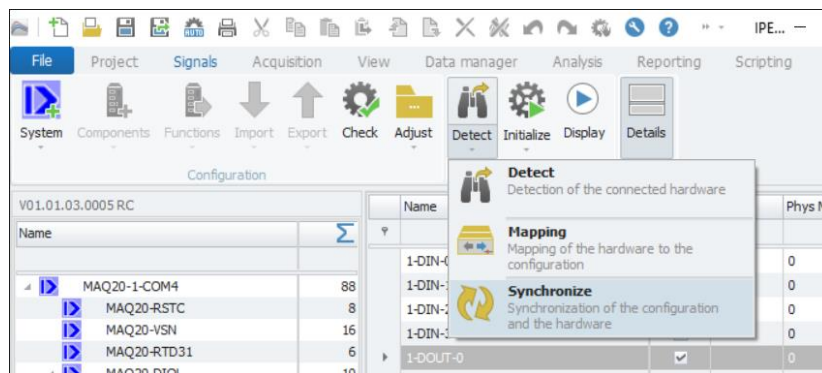 AUTO
IPE...
File Project Signals Acquisition View Data manager Analysis Reporting Scripting
System Components Functions Import Export Check Adjust Detect Initialize Display Details
Configuration
Detect
Detection of the connected hardware
Mapping
Mapping of the hardware to the
configuration
Synchronize
Synchronization of the configuration
and the hardware
V01.01.03.0005 RC
Name
MAQ20-1-COM4 88
MAQ20-RSTC 8
MAQ20-VSN 16
MAQ20-RTD31 6
Name Phys
1-DIN- 0
1-DIN- 0
1-DIN- 0
1-DIN- 0
1-DOUT-0 0